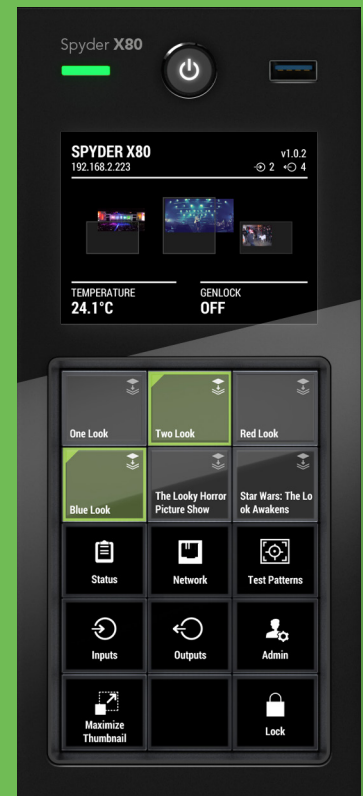 Spyder X80
SPYDER X80
v1.0.2
192.168.2.223
2 4
TEMPERATURE
24.1°C
GENLOCK
OFF
One Look
Two Look
Red Look
Blue Look
The Looky Horror
Picture Show
Star Wars: The Lo
ok Awakens
Status
Network
Test Patterns
Inputs
Outputs
Admin
Maximize
Thumbnail
Lock